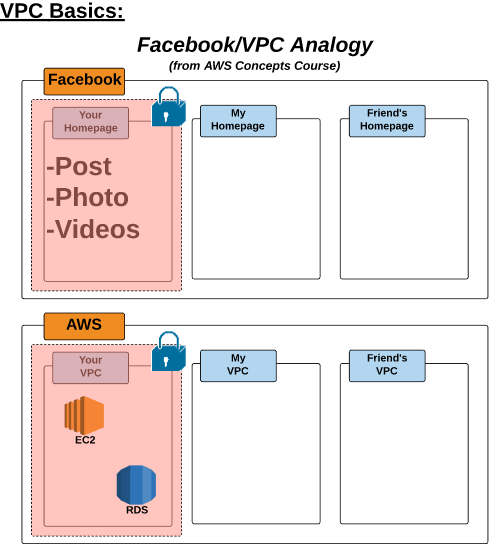 VPC Basics:
Facebook/VPC Analogy
(from AWS Concepts Course)
Facebook
Your
Homepage
My
Homepage
Friend's
Homepage
-Post
-Photo
-Videos
AWS
Your
VPC
My
VPC
Friend's
VPC
EC2
RDS